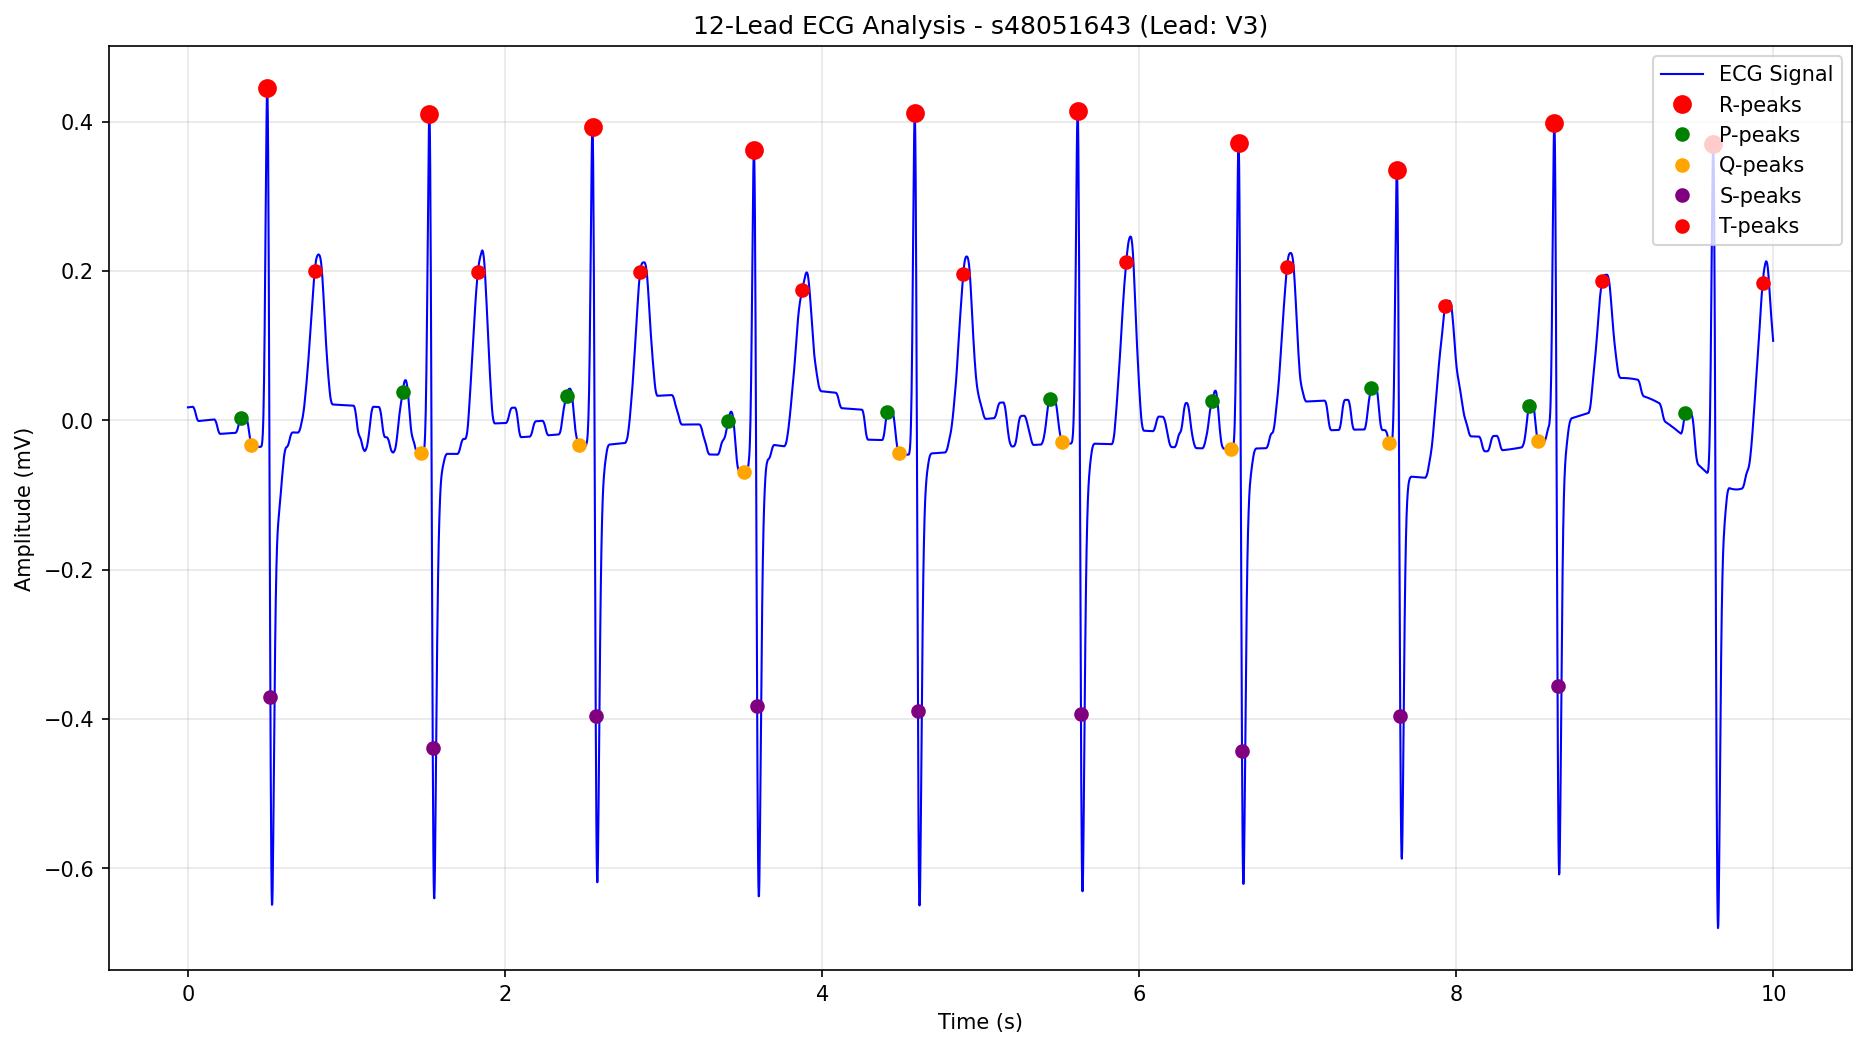 12-Lead ECG Analysis - s48051643 (Lead: V3)
ECG Signal
R-peaks
P-peaks
Q-peaks
S-peaks
T-peaks
Amplitude (mV)
0.4
0.2
0.0
−0.2
−0.4
−0.6
0 2 4 6 8 10
Time (s)